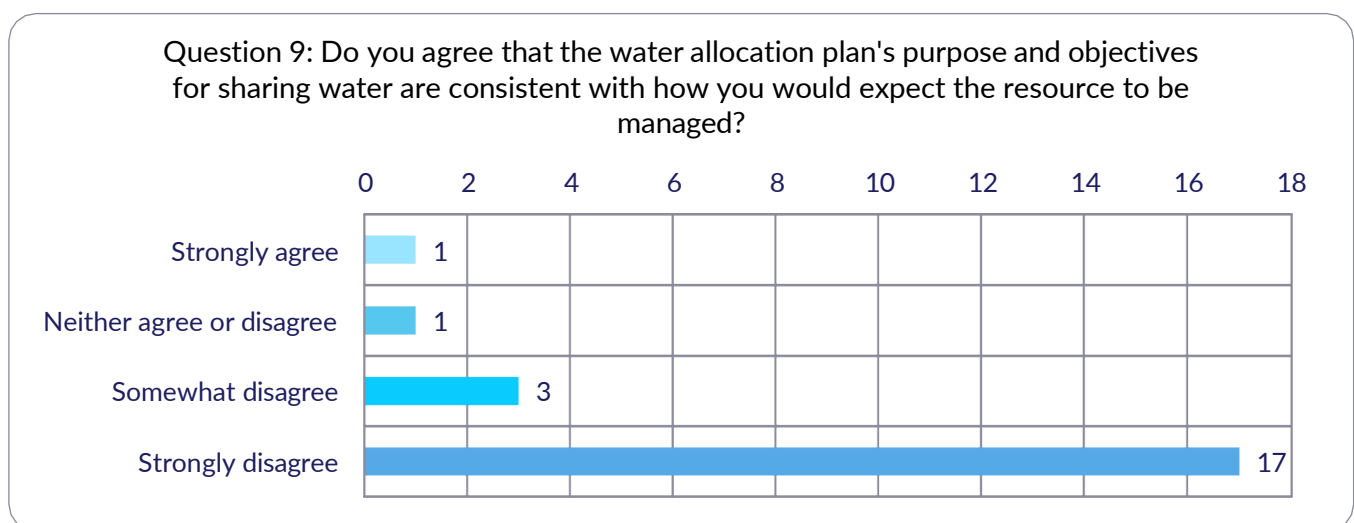 Question 9: Do you agree that the water allocation plan's purpose and objectives
for sharing water are consistent with how you would expect the resource to be
managed?
0 2 4 6 8 10 12 14 16 18
Strongly agree 1
Neither agree or disagree 1
Somewhat disagree 3
Strongly disagree 17